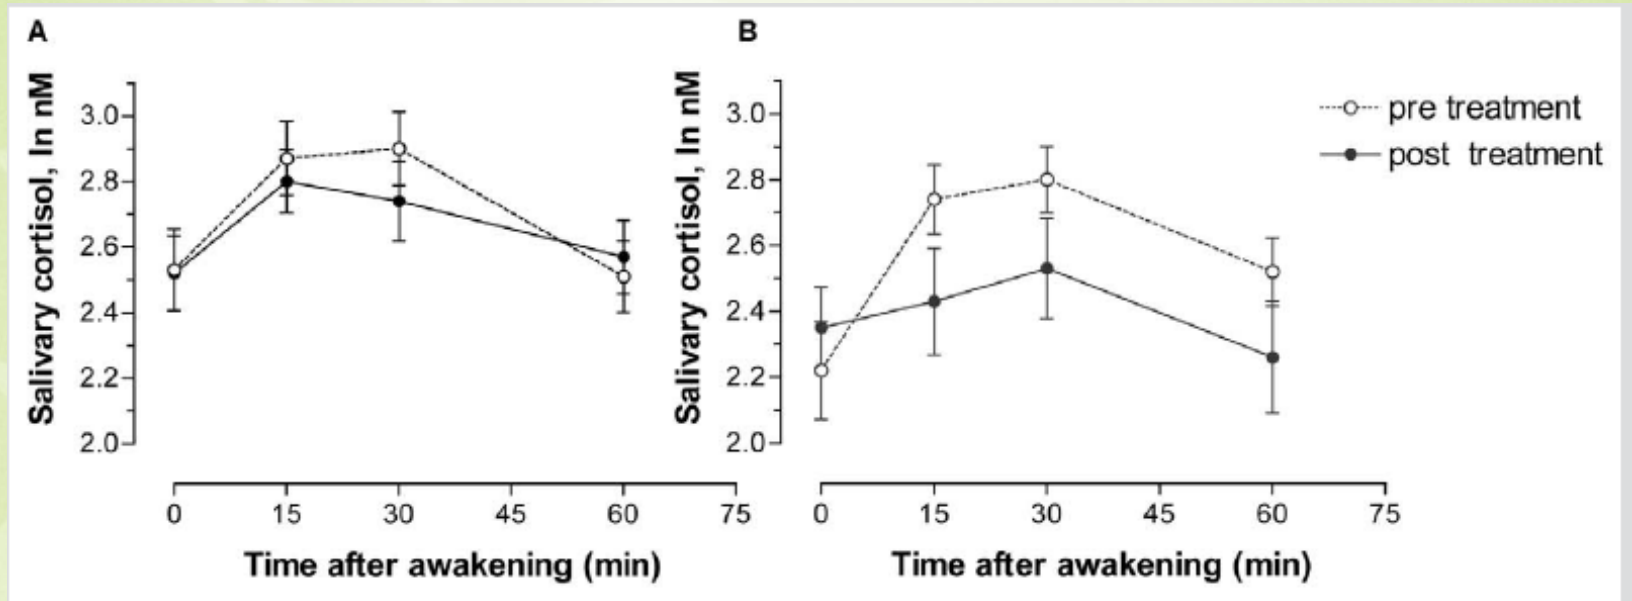 A
Salivary cortisol, ln nM
3.0
2.8
2.6
2.4
2.2
2.0
0 15 30 45 60 75
Time after awakening (min)
B
Salivary cortisol, ln nM
3.0
2.8
2.6
2.4
2.2
2.0
0 15 30 45 60 75
Time after awakening (min)
pre treatment
post treatment